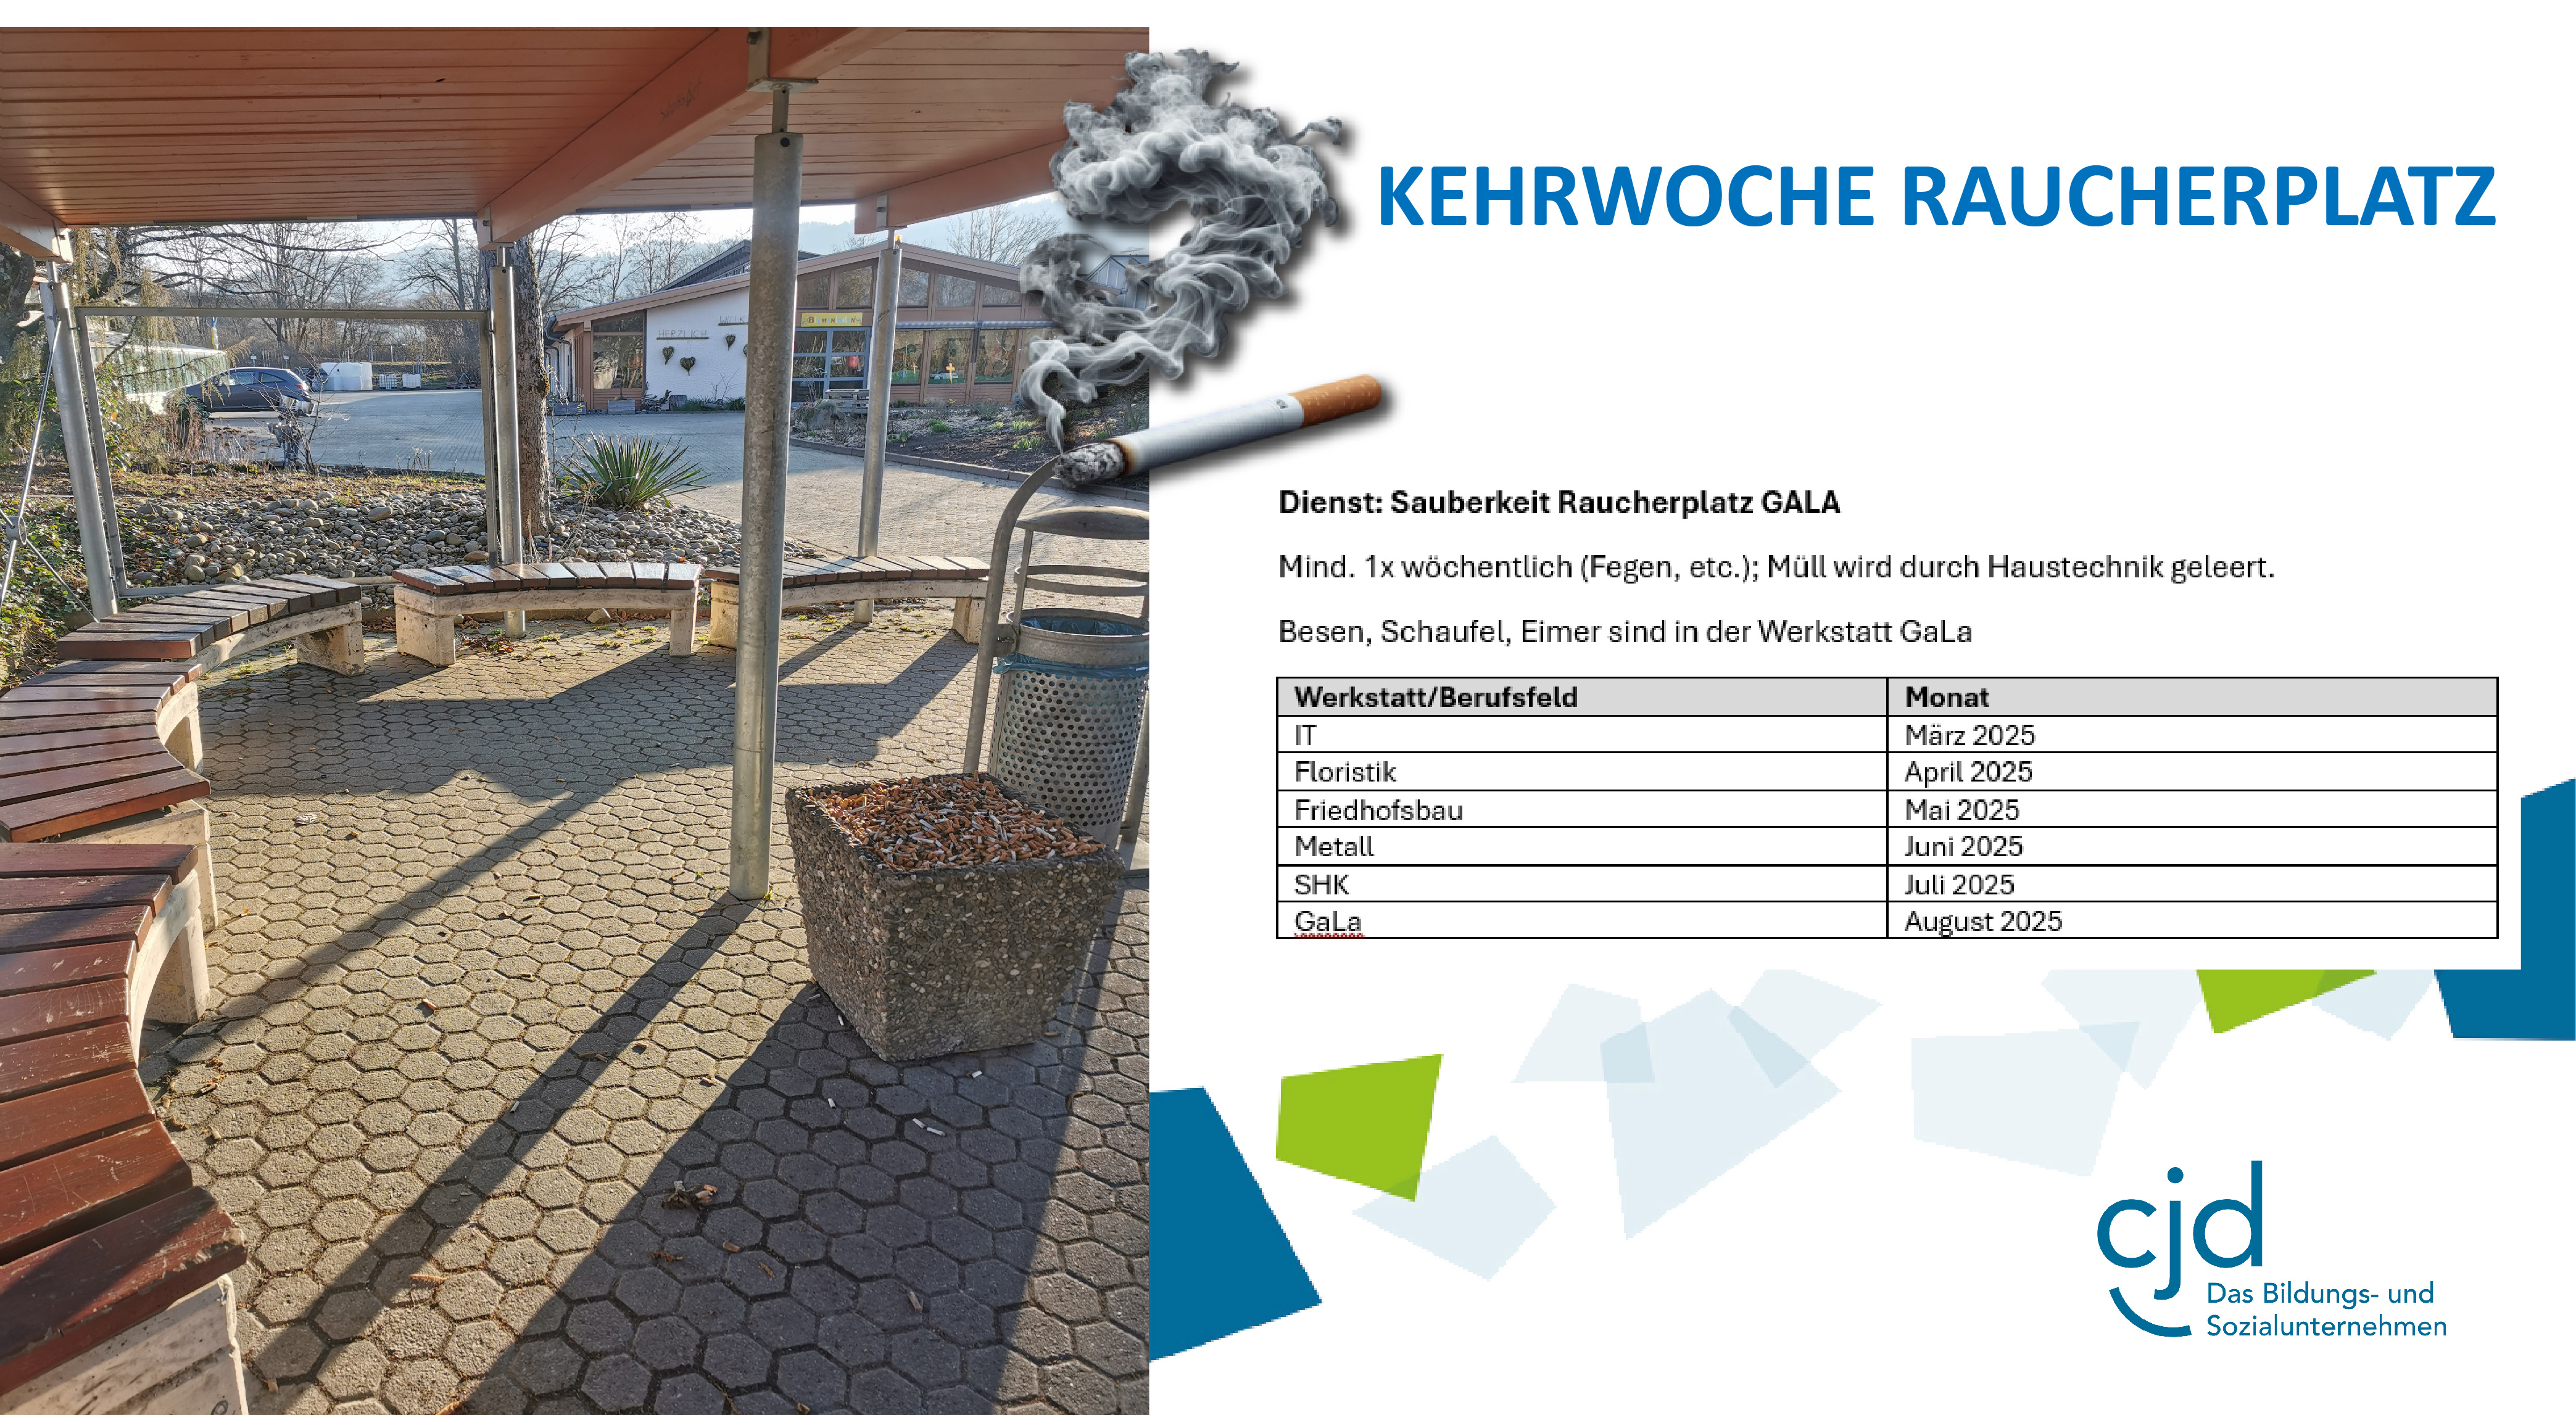 KEHRWOCHE RAUCHERPLATZ
HERZLICH
Dienst: Sauberkeit Raucherplatz GALA
Mind. 1x wöchentlich (Fegen, etc.); Müll wird durch Haustechnik geleert.
Besen, Schaufel, Eimer sind in der Werkstatt GaLa
Werkstatt/Berufsfeld Monat
IT März 2025
Floristik April 2025
Friedhofsbau Mai 2025
Metall Juni 2025
SHK Juli 2025
GaLa August 2025
cjd
Das Bildungs- und
Sozialunternehmen